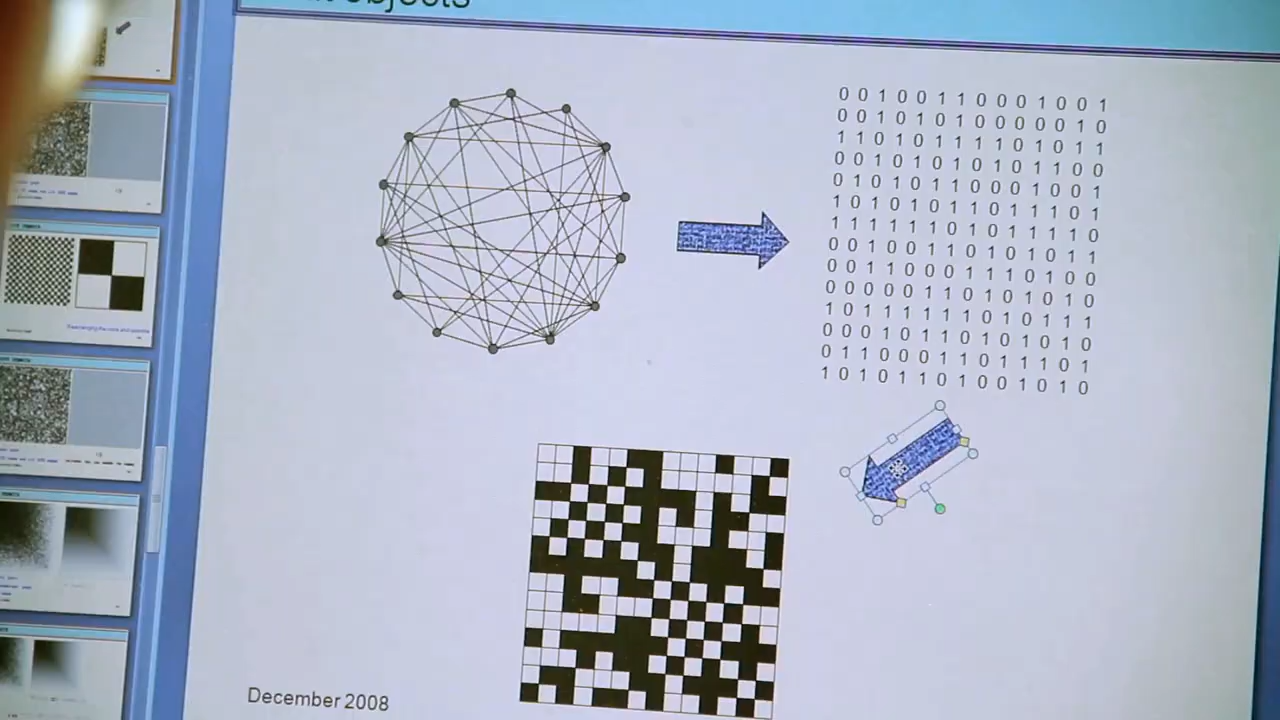 objects
0 0 1 0 0 1 1 0 0 0 1 0 0 1
0 0 1 0 1 0 1 0 0 0 0 0 1 0
1 1 0 1 0 1 1 1 1 0 1 0 1 1
0 0 1 0 1 0 1 0 1 0 1 1 0 0
0 1 0 1 0 1 1 0 0 0 1 0 0 1
1 0 1 0 1 0 1 1 0 1 1 1 0 1
1 1 1 1 1 1 0 1 1 1 1 1 1 0
0 0 1 0 0 1 1 0 1 0 1 0 1 1
0 0 1 1 0 0 0 1 1 1 0 1 0 0
0 0 0 0 0 1 1 0 1 0 1 0 1 0
1 0 1 1 1 1 1 1 0 1 0 1 1 1
0 0 0 1 0 1 1 0 1 0 1 0 1 0
0 1 1 0 0 0 1 1 0 1 1 1 0 1
1 0 1 0 1 1 0 1 0 0 1 0 1 0
December 2008